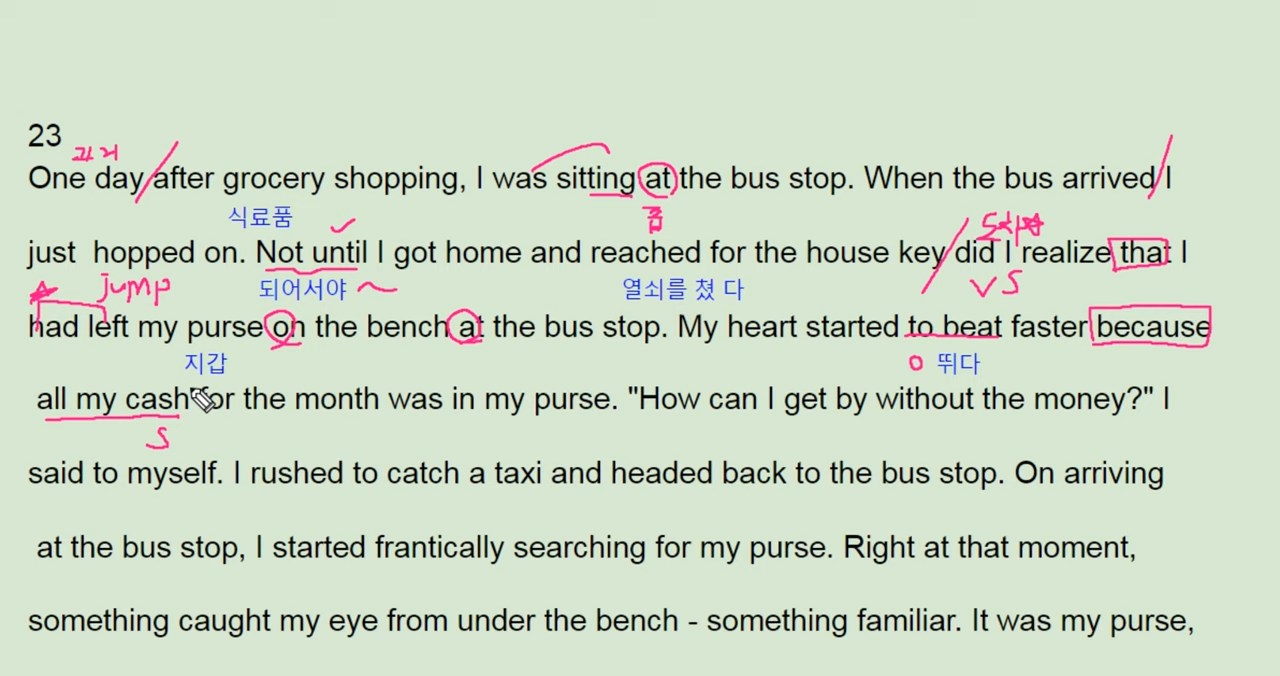 23
과거
One day after grocery shopping, I was sitting at the bus stop. When the bus arrived I
식료품
just hopped on. Not until I got home and reached for the house key did I realize that I
jump 되어서야 열쇠를 쳤 다 V S
had left my purse on the bench at the bus stop. My heart started to beat faster because
지갑 뛰다
all my cash for the month was in my purse. "How can I get by without the money?" I
S
said to myself. I rushed to catch a taxi and headed back to the bus stop. On arriving
at the bus stop, I started frantically searching for my purse. Right at that moment,
something caught my eye from under the bench - something familiar. It was my purse,